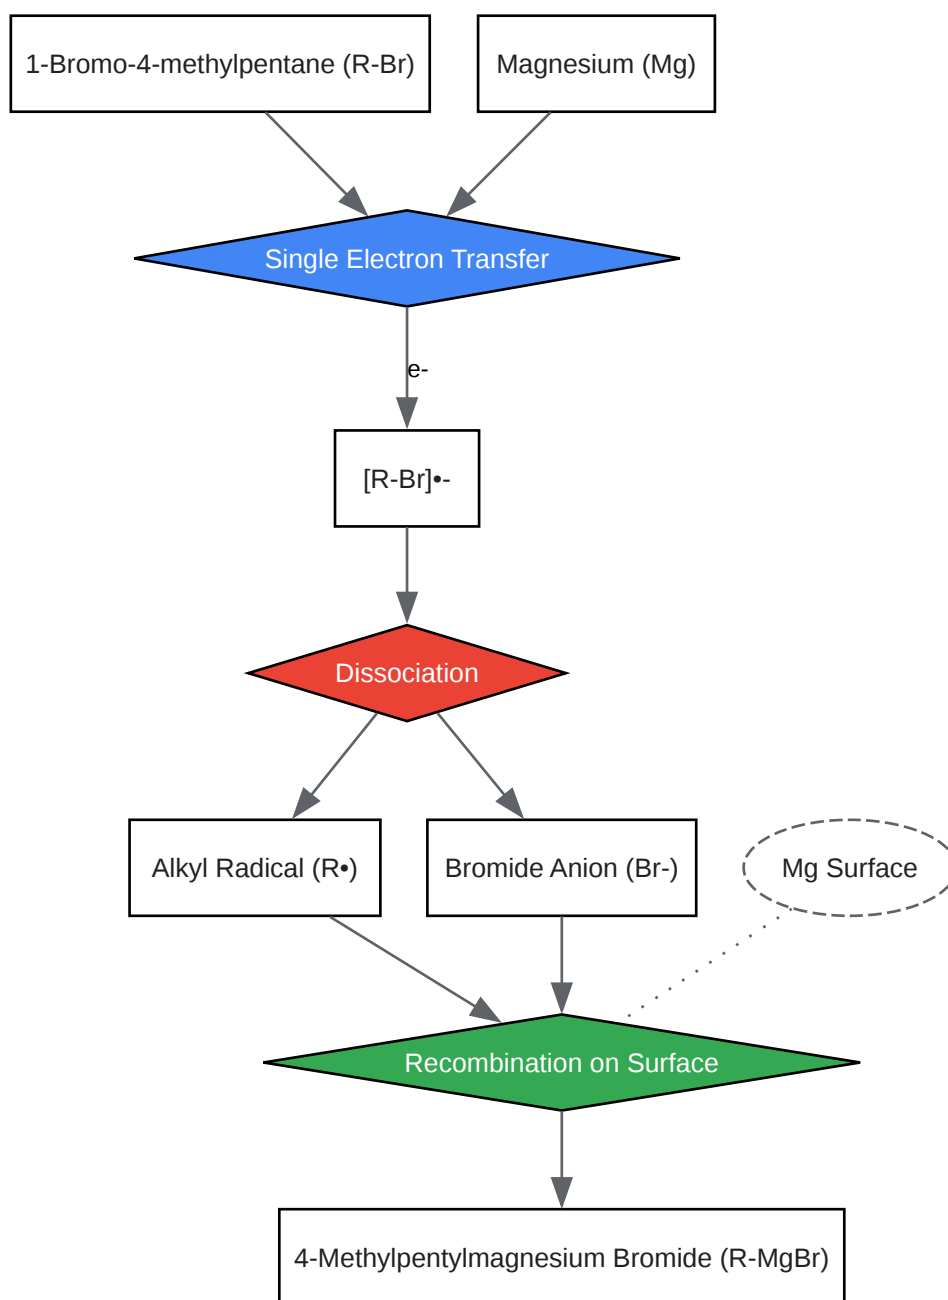 1-Bromo-4-methylpentane (R-Br)
Magnesium (Mg)
Single Electron Transfer
e-
[R-Br]•-
Dissociation
Alkyl Radical (R•)
Bromide Anion (Br-)
Mg Surface
Recombination on Surface
4-Methylpentylmagnesium Bromide (R-MgBr)